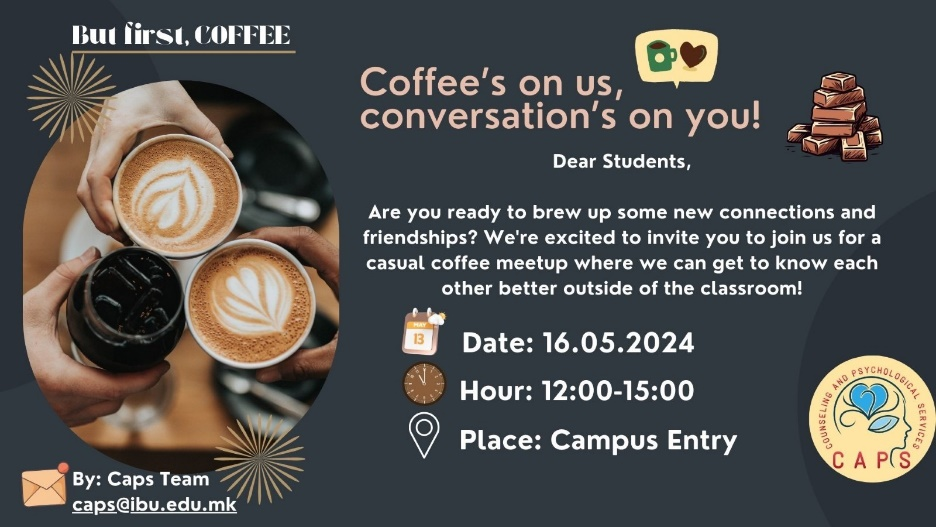 But first, COFFEE
Coffee's on us,
conversation's on you!
Dear Students,
Are you ready to brew up some new connections and
friendships? We're excited to invite you to join us for a
casual coffee meetup where we can get to know each
other better outside of the classroom!
MAY
13
Date: 16.05.2024
Hour: 12:00-15:00
Place: Campus Entry
COUNSELING AND PSYCHOLOGICAL SERVICES
CAPS
By: Caps Team
caps@ibu.edu.mk